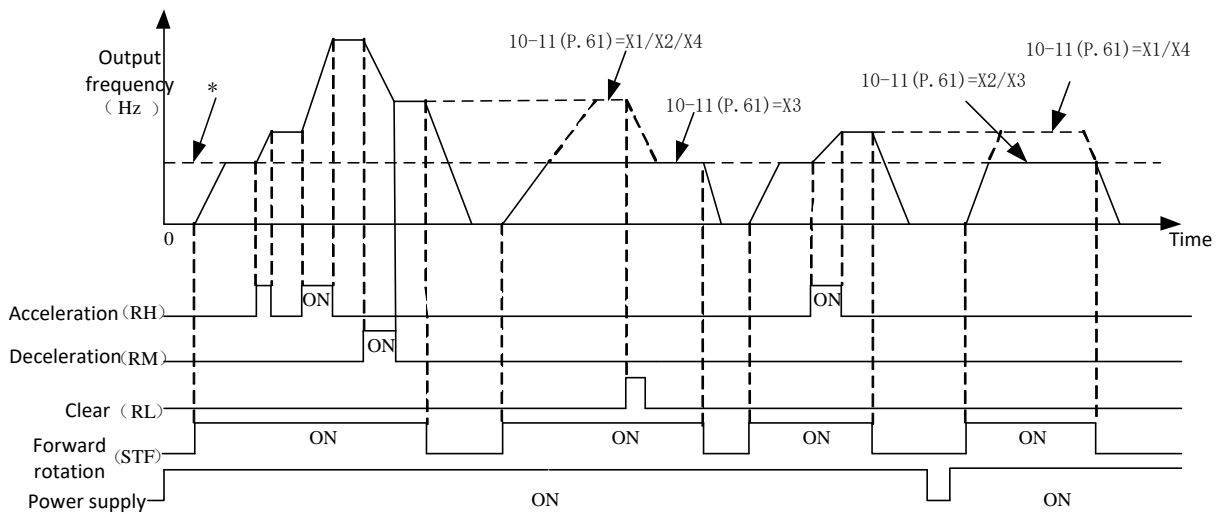 Output
frequency
（Hz）
*
10-11(P.61)=X1/X2/X4
10-11(P.61)=X3
10-11(P.61)=X2/X3
10-11(P.61)=X1/X4
0
Time
Acceleration（RH）
ON
ON
Deceleration(RM)
ON
Clear（RL）
Forward
rotation
（STF）
ON
ON
ON
ON
Power supply
ON
ON